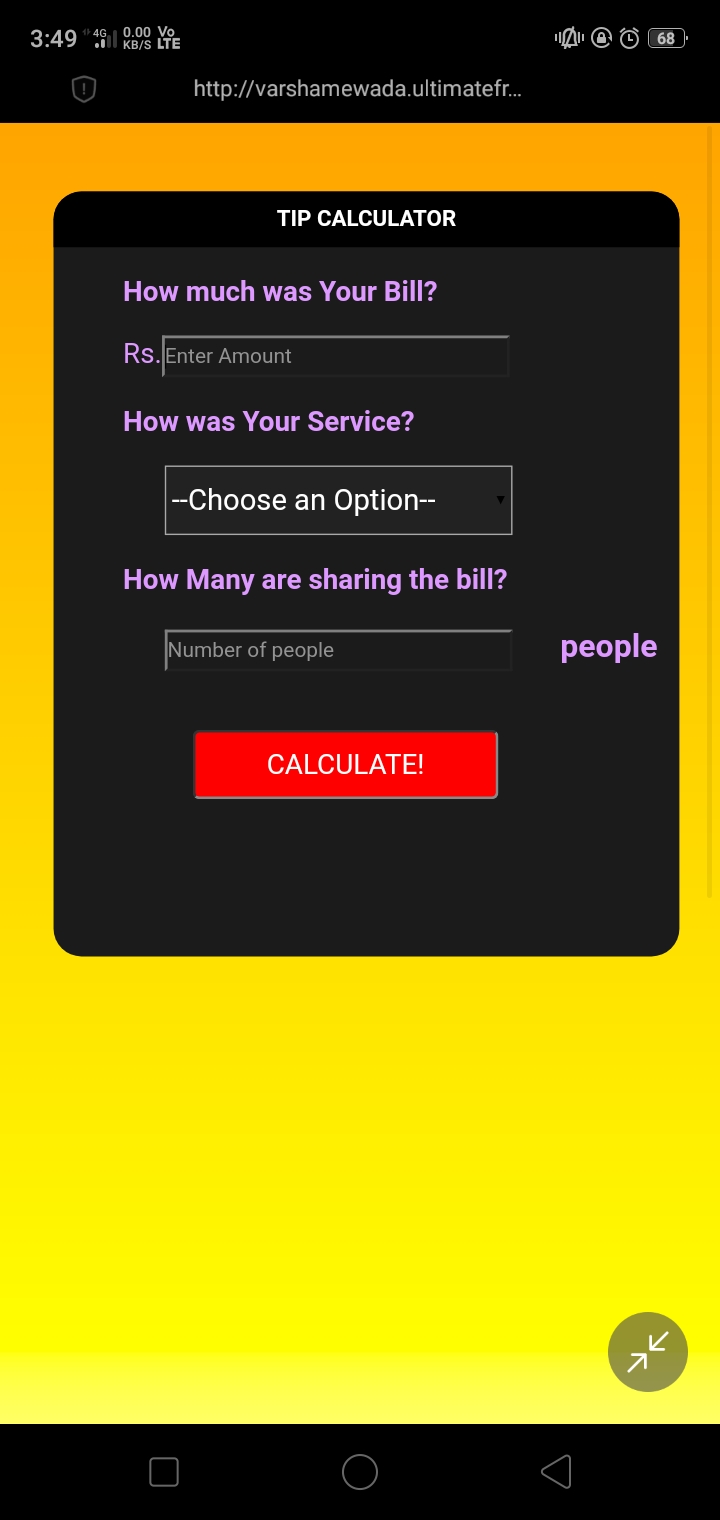 3:49 4G 0.00 KB/S Vo LTE 68
http://varshamewada.ultimatefr...
TIP CALCULATOR
How much was Your Bill?
Rs. Enter Amount
How was Your Service?
--Choose an Option--
How Many are sharing the bill?
Number of people people
CALCULATE!